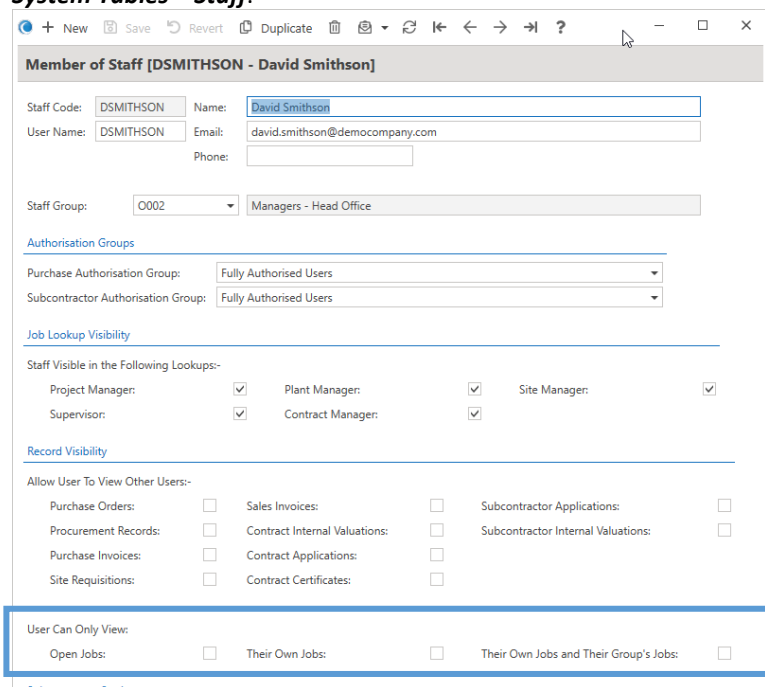 System Tables – Staff.
New Save Revert Duplicate ?
Member of Staff [DSMITHSON - David Smithson]
Staff Code: DSMITHSON Name: David Smithson
User Name: DSMITHSON Email: david.smithson@democompany.com
Phone:
Staff Group: O002 Managers - Head Office
Authorisation Groups
Purchase Authorisation Group: Fully Authorised Users
Subcontractor Authorisation Group: Fully Authorised Users
Job Lookup Visibility
Staff Visible in the Following Lookups:-
Project Manager: Plant Manager: Site Manager:
Supervisor: Contract Manager:
Record Visibility
Allow User To View Other Users:-
Purchase Orders: Sales Invoices: Subcontractor Applications:
Procurement Records: Contract Internal Valuations: Subcontractor Internal Valuations:
Purchase Invoices: Contract Applications:
Site Requisitions: Contract Certificates:
User Can Only View:
Open Jobs: Their Own Jobs: Their Own Jobs and Their Group's Jobs: